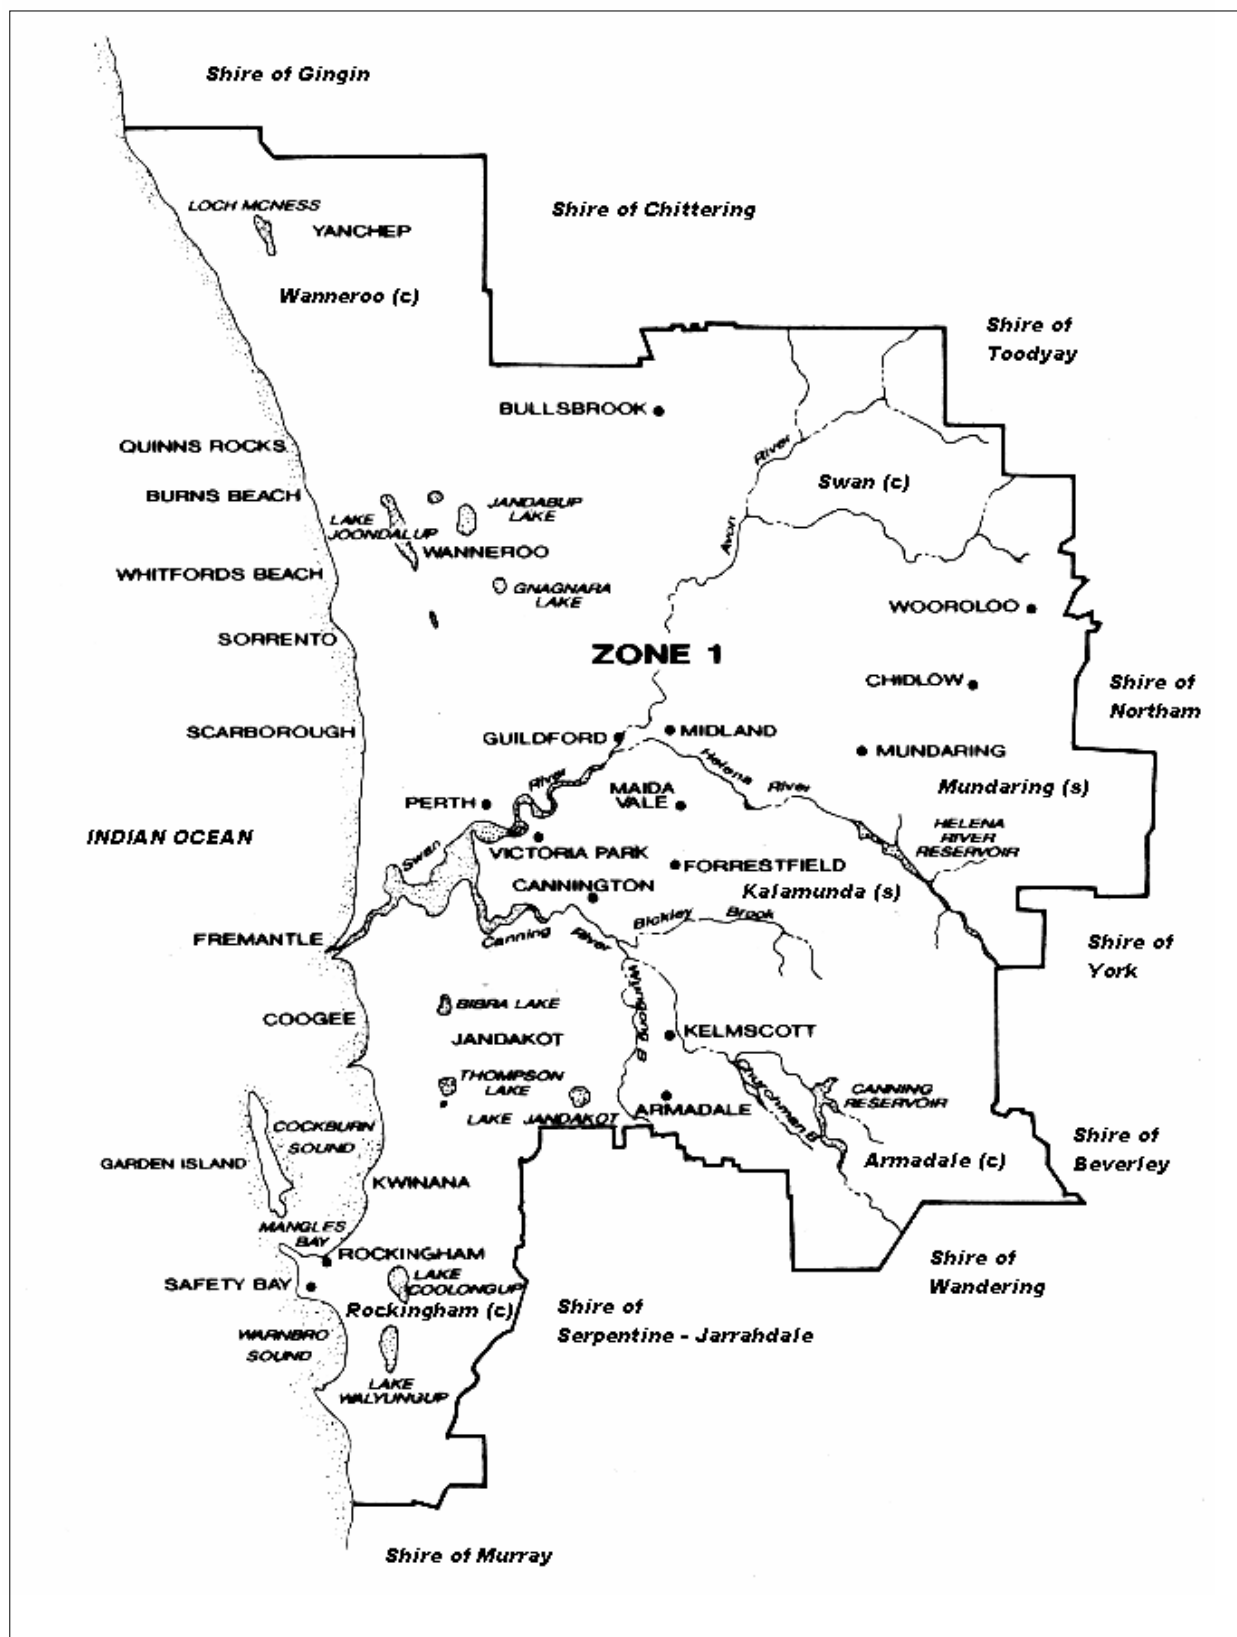 Shire of Gingin
LOCH MCNESS
YANCHEP
Shire of Chittering
Wanneroo (c)
Shire of
Toodyay
BULLSBROOK
QUINNS ROCKS
River
Swan (c)
BURNS BEACH
JANDABUP
LAKE
LAKE
JOONDALUP
Avon
WANNEROO
WHITFORDS BEACH
GNAGNARA
LAKE
WOOROLOO
SORRENTO
ZONE 1
CHIDLOW
Shire of
Northam
SCARBOROUGH
GUILDFORD
MIDLAND
MUNDARING
Helena
River
River
MAIDA
VALE
PERTH
Mundaring (s)
INDIAN OCEAN
HELENA
RIVER
RESERVOIR
Swan
VICTORIA PARK
FORRESTFIELD
CANNINGTON
Kalamunda (s)
Bickley
Brook
FREMANTLE
Canning
River
Shire of
York
Wungong B
BIBRA LAKE
COOGEE
JANDAKOT
KELMSCOTT
THOMPSON
LAKE
Churchman B
CANNING
RESERVOIR
ARMADALE
LAKE JANDAKOT
COCKBURN
SOUND
Shire of
Beverley
GARDEN ISLAND
Armadale (c)
KWINANA
MANGLES
BAY
ROCKINGHAM
Shire of
Wandering
SAFETY BAY
LAKE
COOLONGUP
Rockingham (c)
Shire of
Serpentine - Jarrahdale
WARNBRO
SOUND
LAKE
WALYUNGUP
Shire of Murray